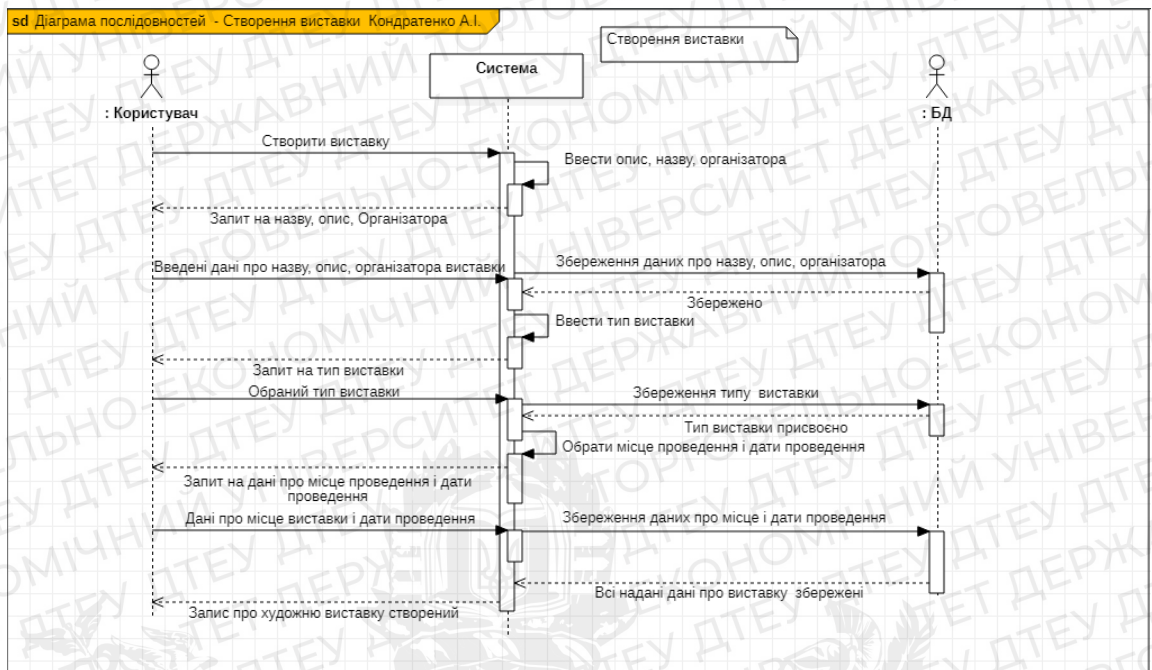 sd Діаграма послідовностей - Створення виставки Кондратенко А.І.
Створення виставки
Система
: Користувач
: БД
Створити виставку
Ввести опис, назву, організатора
Запит на назву, опис, Організатора
Введені дані про назву, опис, організатора виставки
Збереження даних про назву, опис, організатора
Збережено
Ввести тип виставки
Запит на тип виставки
Обраний тип виставки
Збереження типу виставки
Тип виставки присвоєно
Обрати місце проведення і дати проведення
Запит на дані про місце проведення і дати
проведення
Дані про місце виставки і дати проведення
Збереження даних про місце і дати проведення
Всі надані дані про виставку збережені
Запис про художню виставку створений